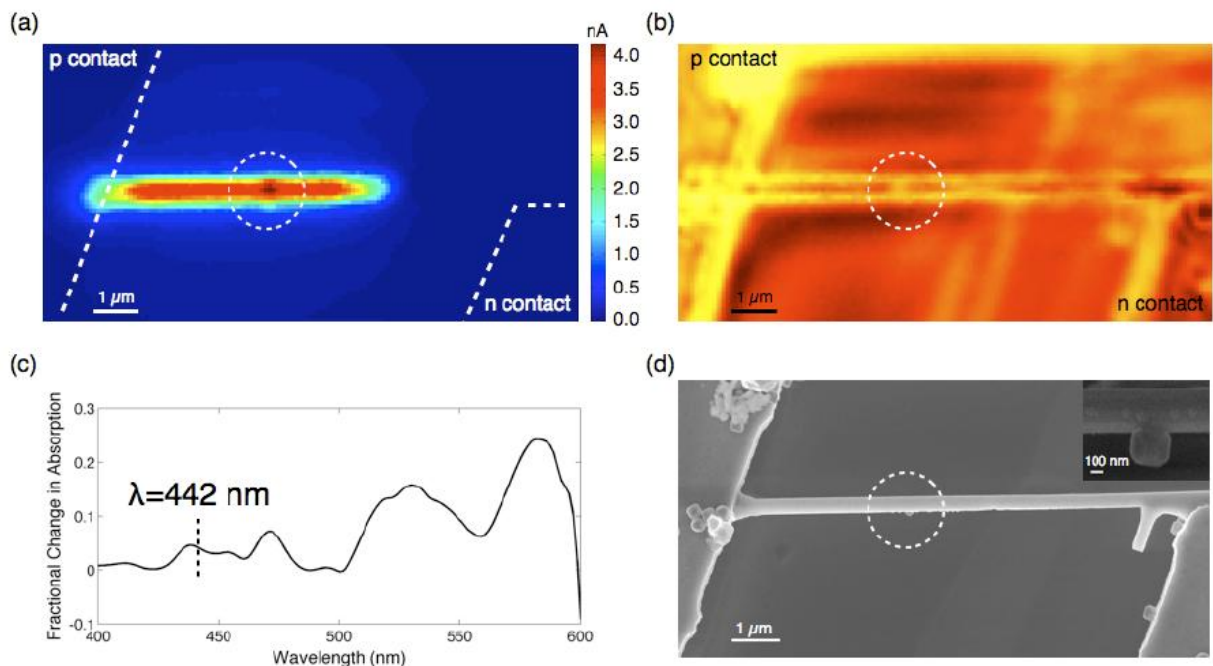 (a)
p contact
n contact
1 µm
nA
4.0
3.5
3.0
2.5
2.0
1.5
1.0
0.5
0.0
(b)
p contact
n contact
1 µm
(c)
Fractional Change in Absorption
0.3
0.2
0.1
0
-0.1
λ=442 nm
400
450
500
550
600
Wavelength (nm)
(d)
100 nm
1 µm